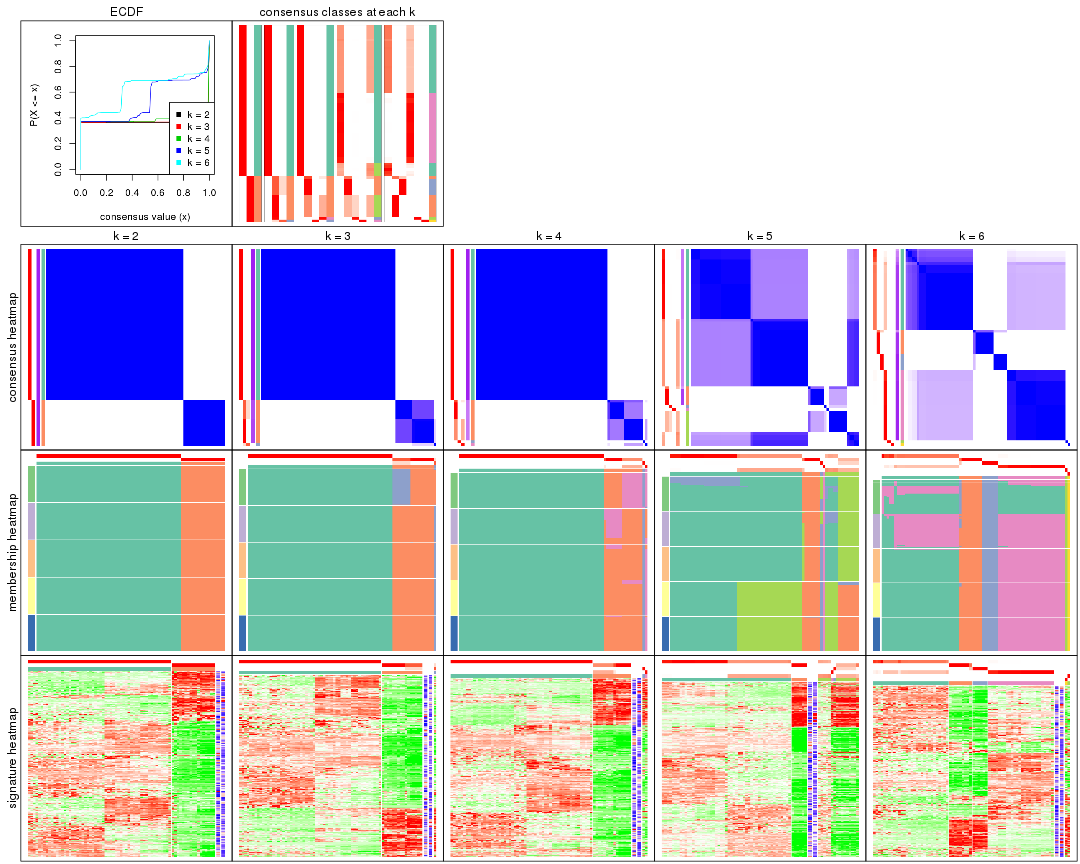 ECDF
consensus classes at each k
P(X <= x)
1.0
0.8
0.6
0.4
0.2
0.0
k = 2
k = 3
k = 4
k = 5
k = 6
0.0 0.2 0.4 0.6 0.8 1.0
consensus value (x)
k = 2
k = 3
k = 4
k = 5
k = 6
consensus heatmap
membership heatmap
signature heatmap